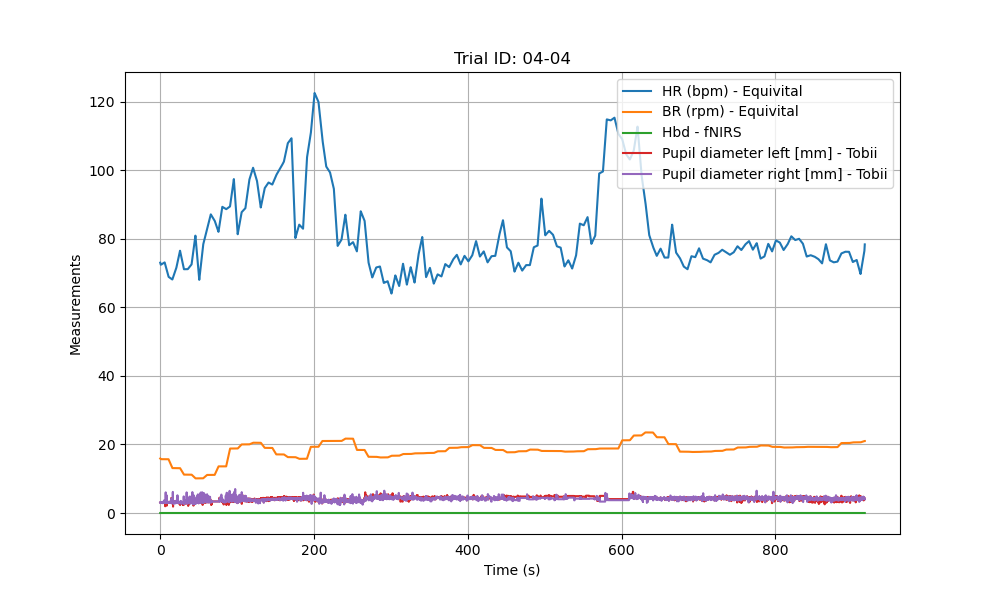 Trial ID: 04-04
HR (bpm) - Equivital
BR (rpm) - Equivital
Hbd - fNIRS
Pupil diameter left [mm] - Tobii
Pupil diameter right [mm] - Tobii
Measurements
120
100
80
60
40
20
0
0 200 400 600 800
Time (s)